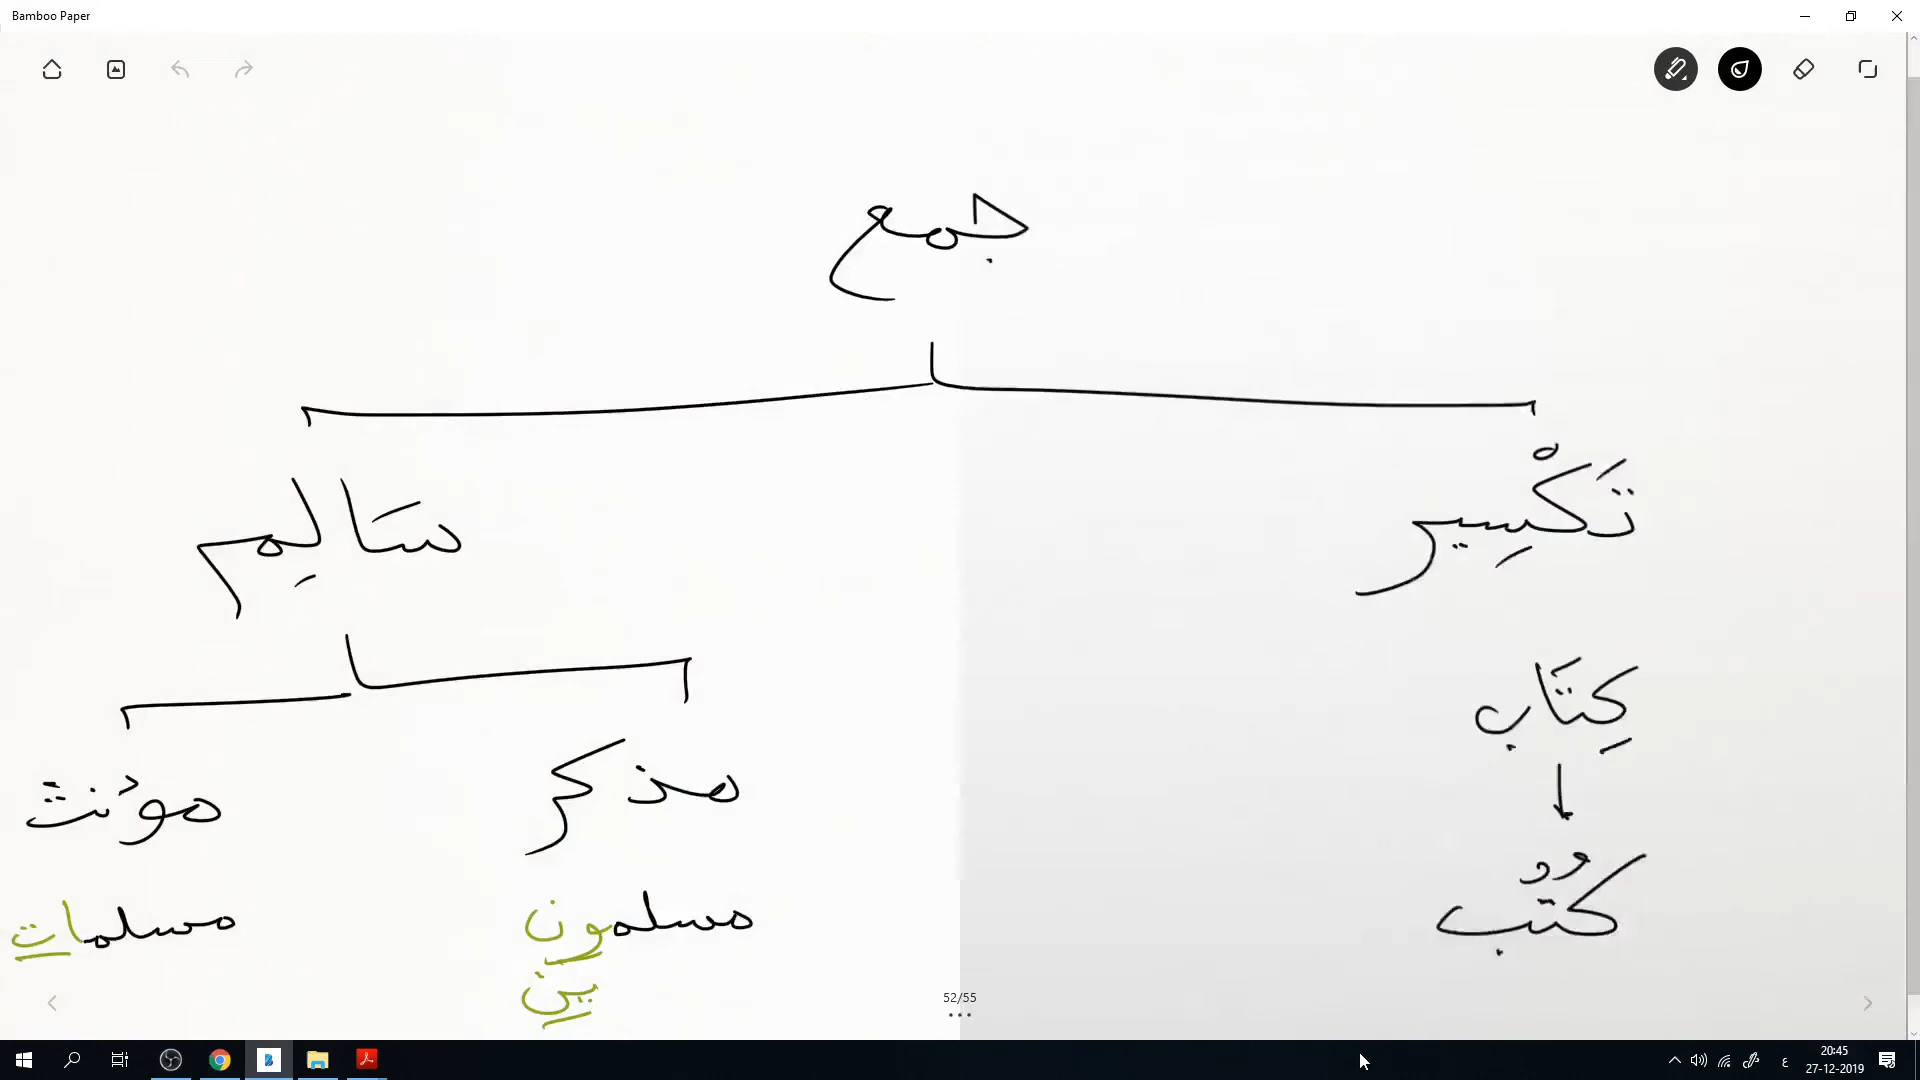 Bamboo Paper
جمع
تَكْسِير
سَالِم
كِتَاب
كُتُب
مذكر
مؤنث
مسلمون
ين
مسلمات
52/55
ع
20:45
27-12-2019